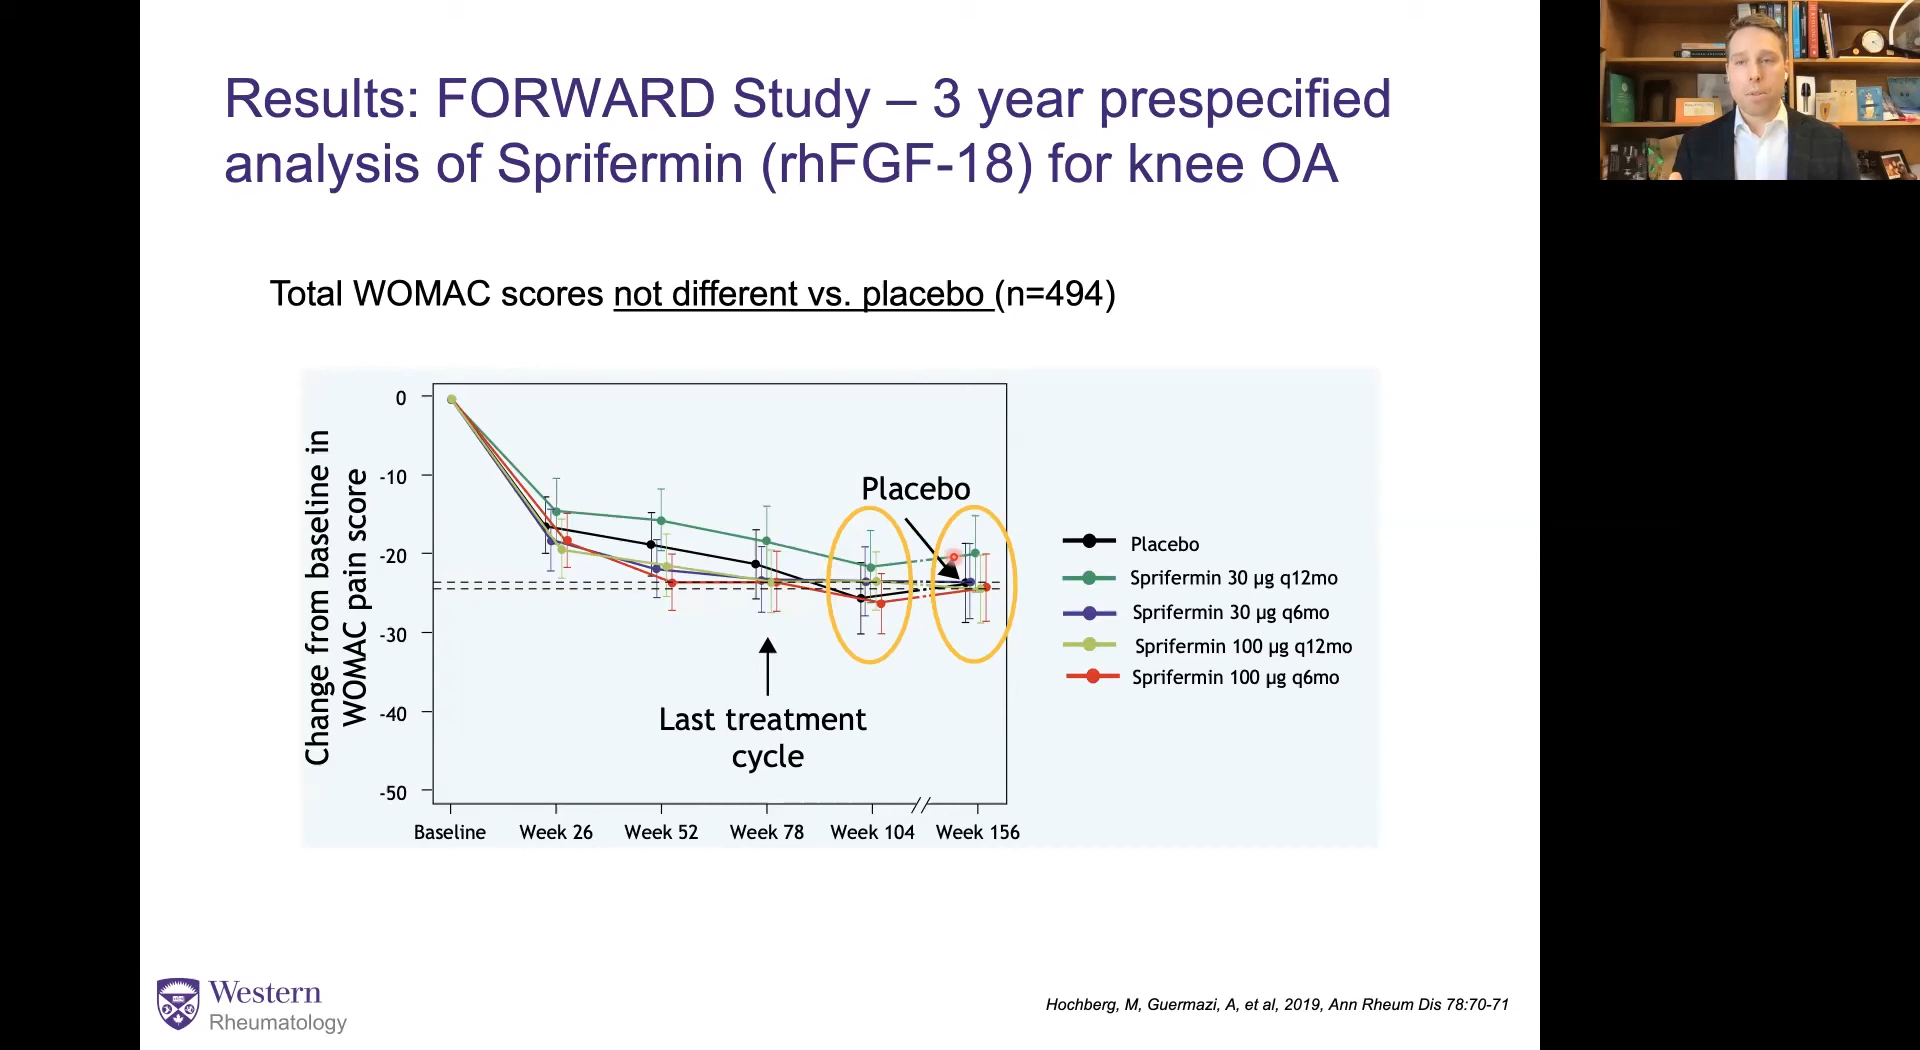 Results: FORWARD Study – 3 year prespecified
analysis of Sprifermin (rhFGF-18) for knee OA
Total WOMAC scores not different vs. placebo (n=494)
Change from baseline in
WOMAC pain score
0
-10
-20
-30
-40
-50
Placebo
Last treatment
cycle
Baseline
Week 26
Week 52
Week 78
Week 104
Week 156
Placebo
Sprifermin 30 µg q12mo
Sprifermin 30 µg q6mo
Sprifermin 100 µg q12mo
Sprifermin 100 µg q6mo
Western
Rheumatology
Hochberg, M, Guermazi, A, et al, 2019, Ann Rheum Dis 78:70-71